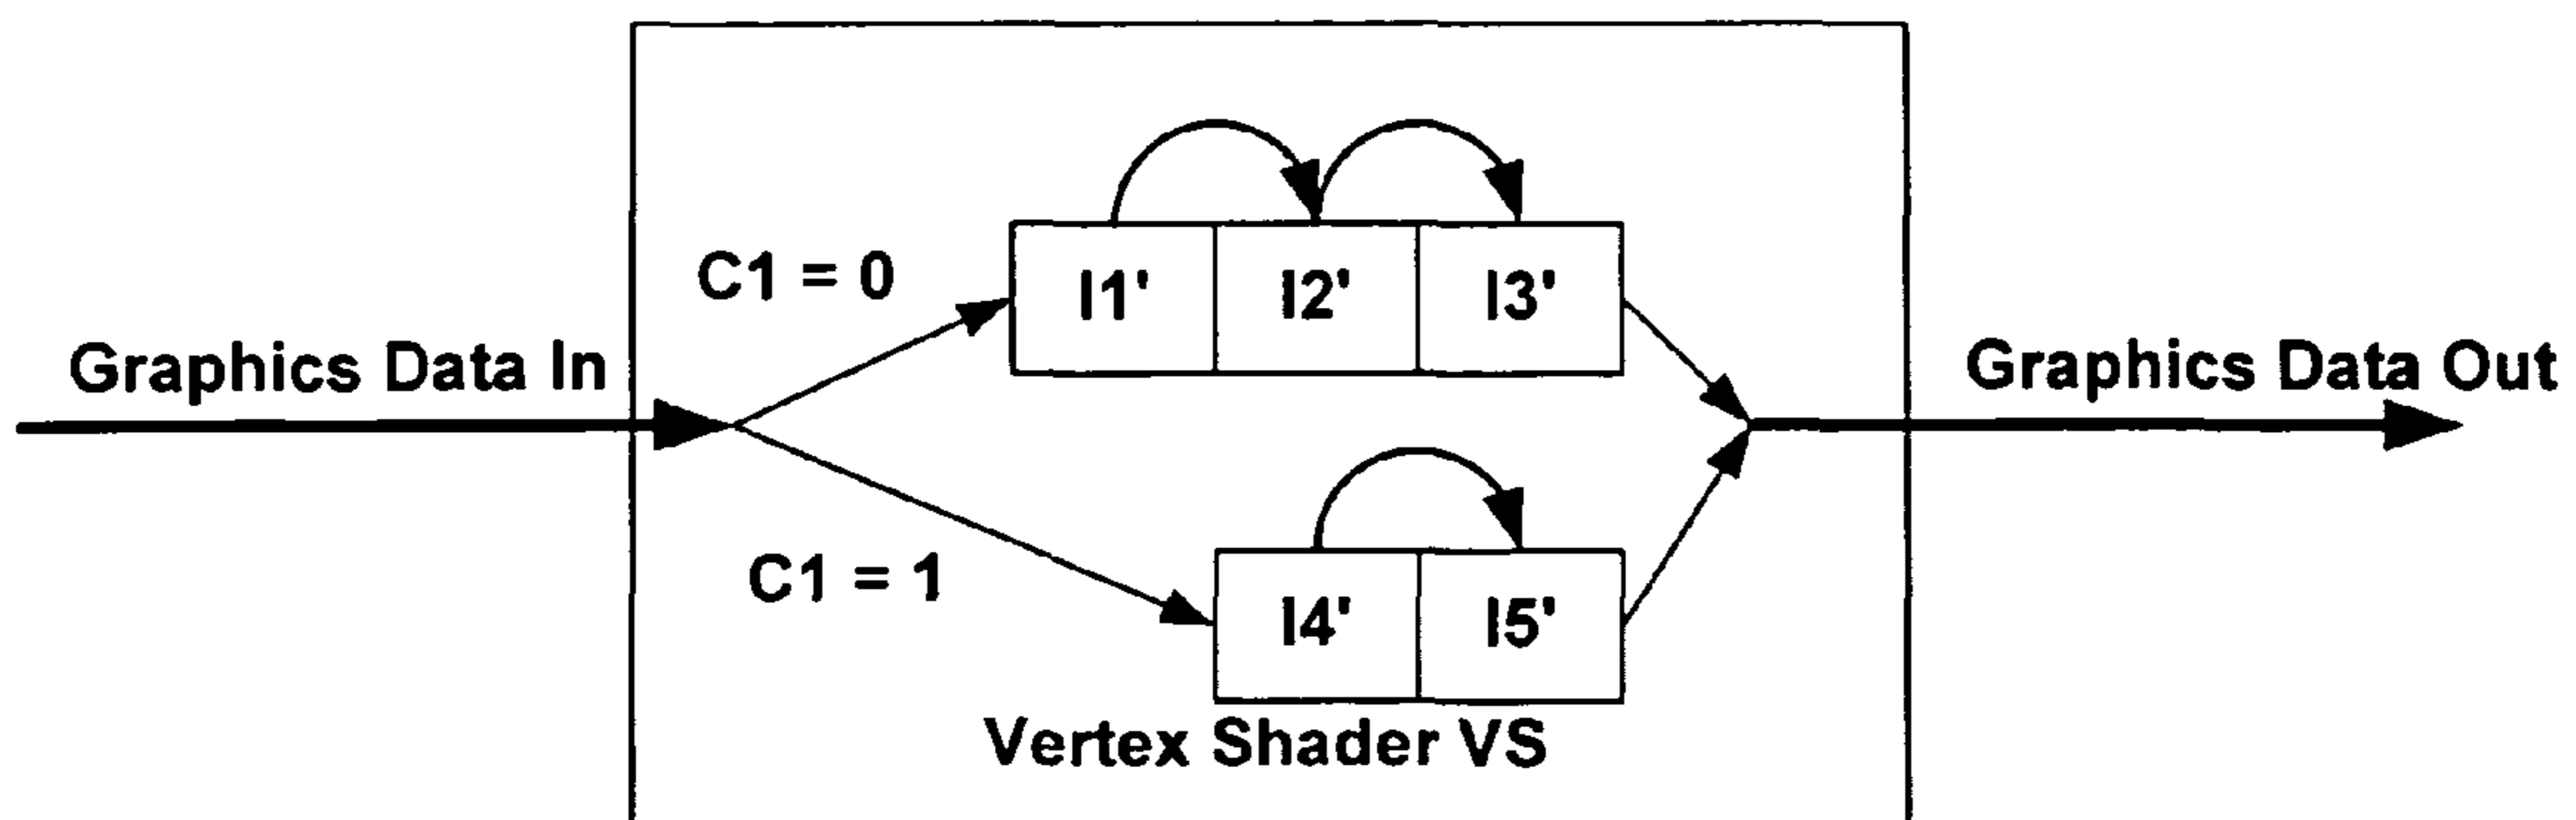 C1 = 0
I1' I2' I3'
Graphics Data In
Graphics Data Out
C1 = 1
I4' I5'
Vertex Shader VS